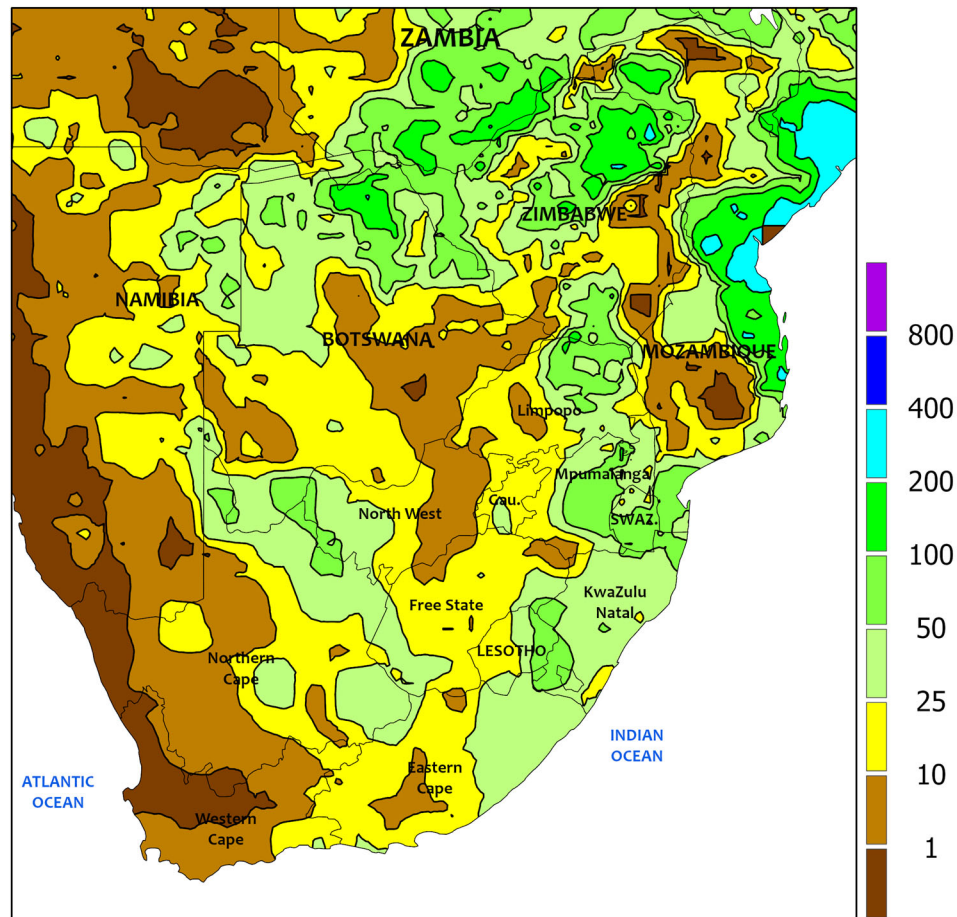 ZAMBIA
ZIMBABWE
NAMIBIA
BOTSWANA
MOZAMBIQUE
Limpopo
Mpumalanga
North West
Gau.
SWAZ.
Free State
KwaZulu
Natal
LESOTHO
Northern
Cape
Eastern
Cape
Western
Cape
ATLANTIC
OCEAN
INDIAN
OCEAN
800
400
200
100
50
25
10
1